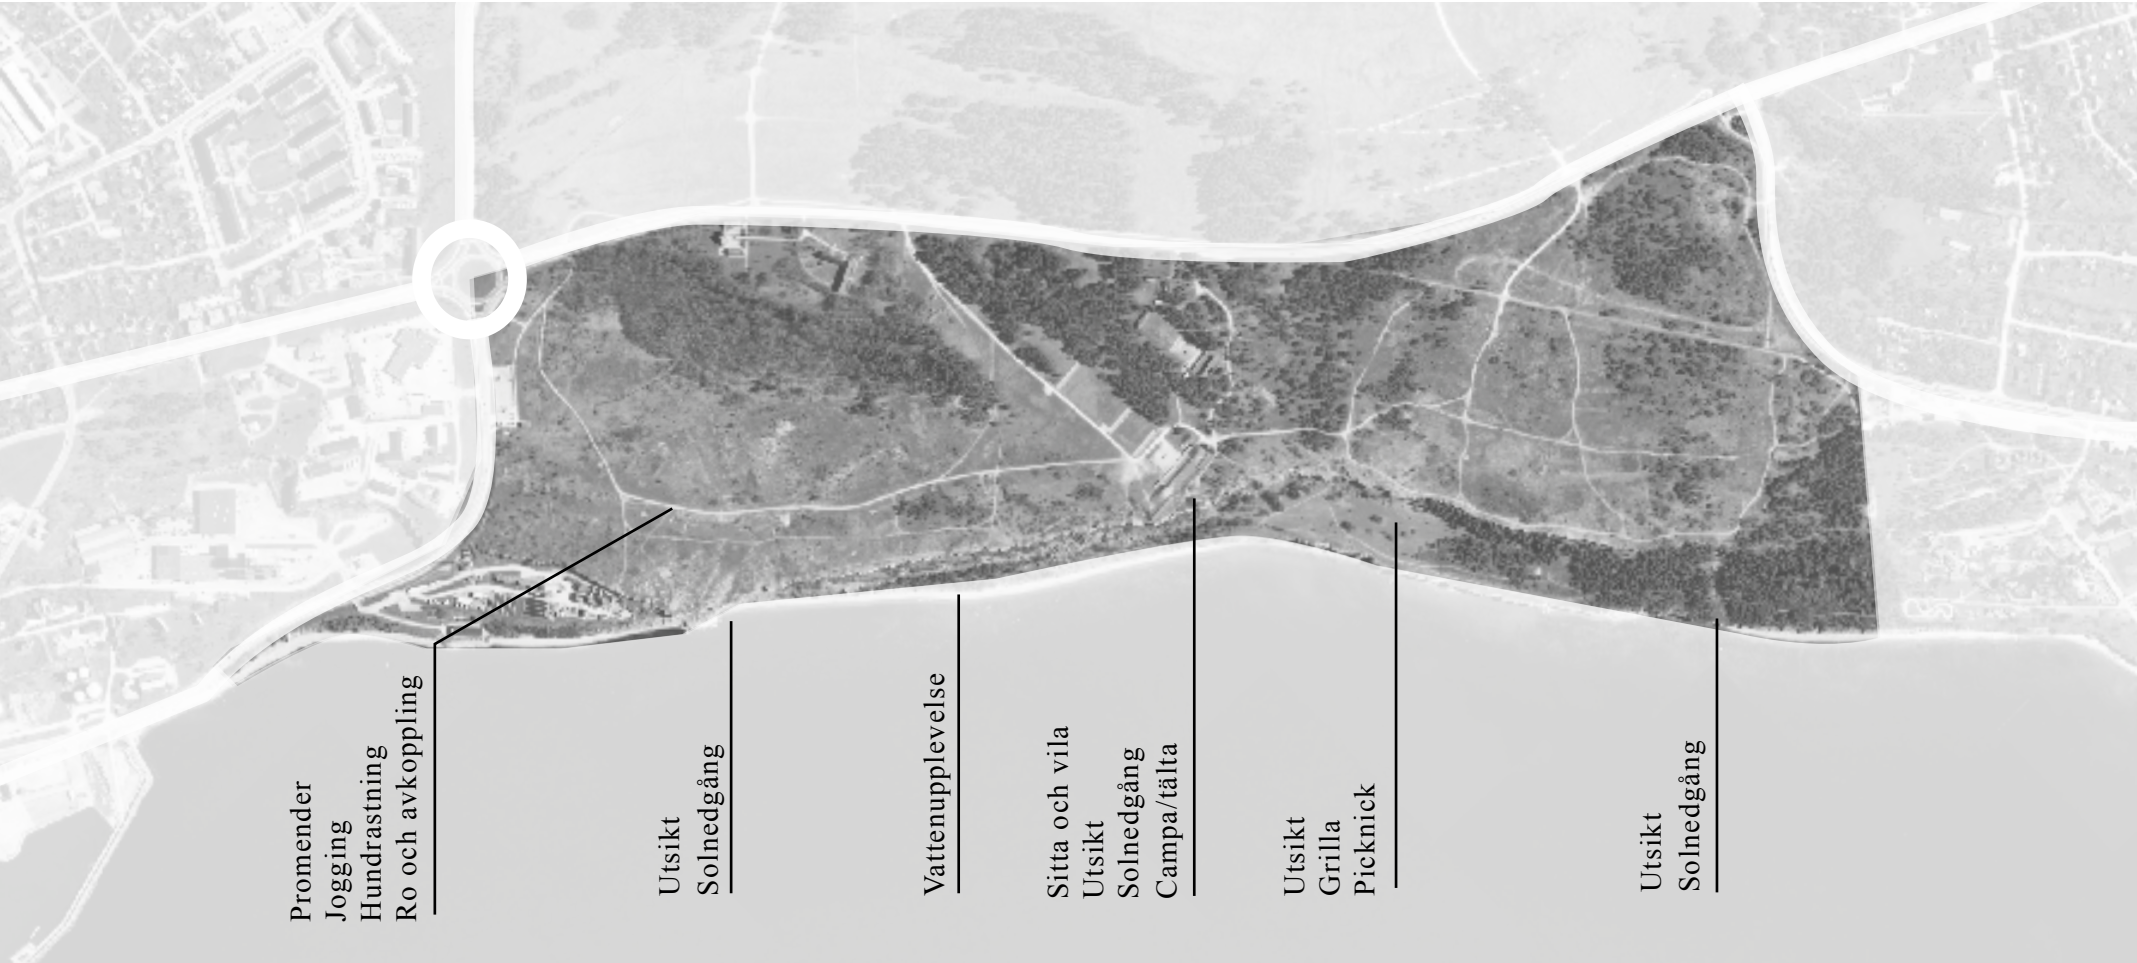 Promender
Jogging
Hundrastning
Ro och avkoppling
Utsikt
Solnedgång
Vattenupplevelse
Sitta och vila
Utsikt
Solnedgång
Campa/tälta
Utsikt
Grilla
Picknick
Utsikt
Solnedgång